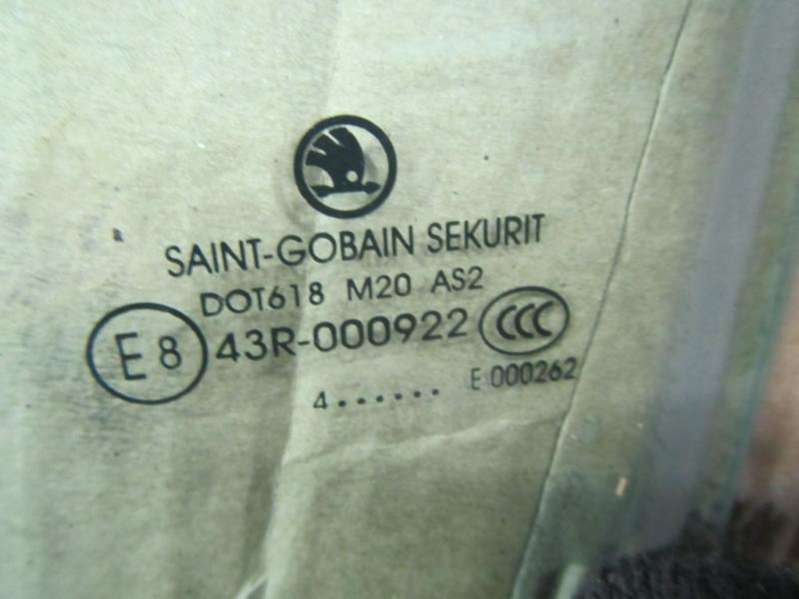 SAINT-GOBAIN SEKURIT
DOT618 M20 AS2
E8 43R-000922 CCC
4...... E 000262